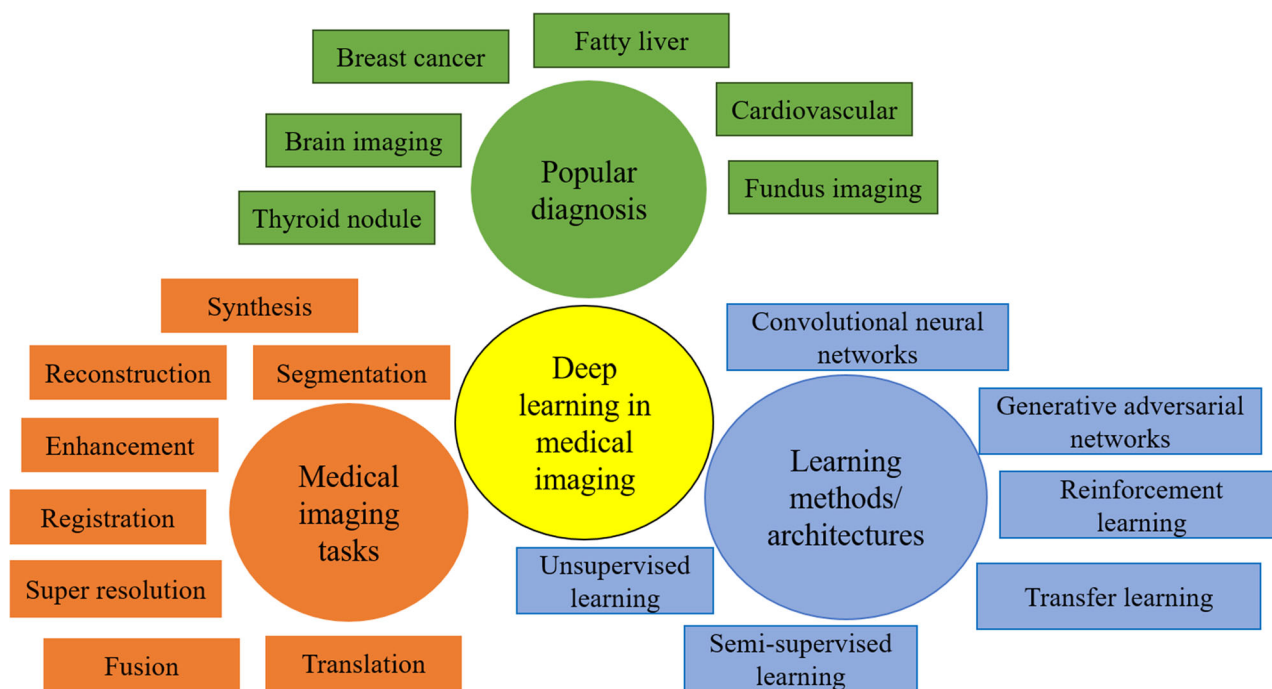 Fatty liver
Breast cancer
Cardiovascular
Brain imaging
Popular
diagnosis
Fundus imaging
Thyroid nodule
Synthesis
Convolutional neural
networks
Reconstruction
Segmentation
Deep
learning in
medical
imaging
Generative adversarial
networks
Enhancement
Medical
imaging
tasks
Learning
methods/
architectures
Registration
Reinforcement
learning
Super resolution
Unsupervised
learning
Transfer learning
Fusion
Translation
Semi-supervised
learning